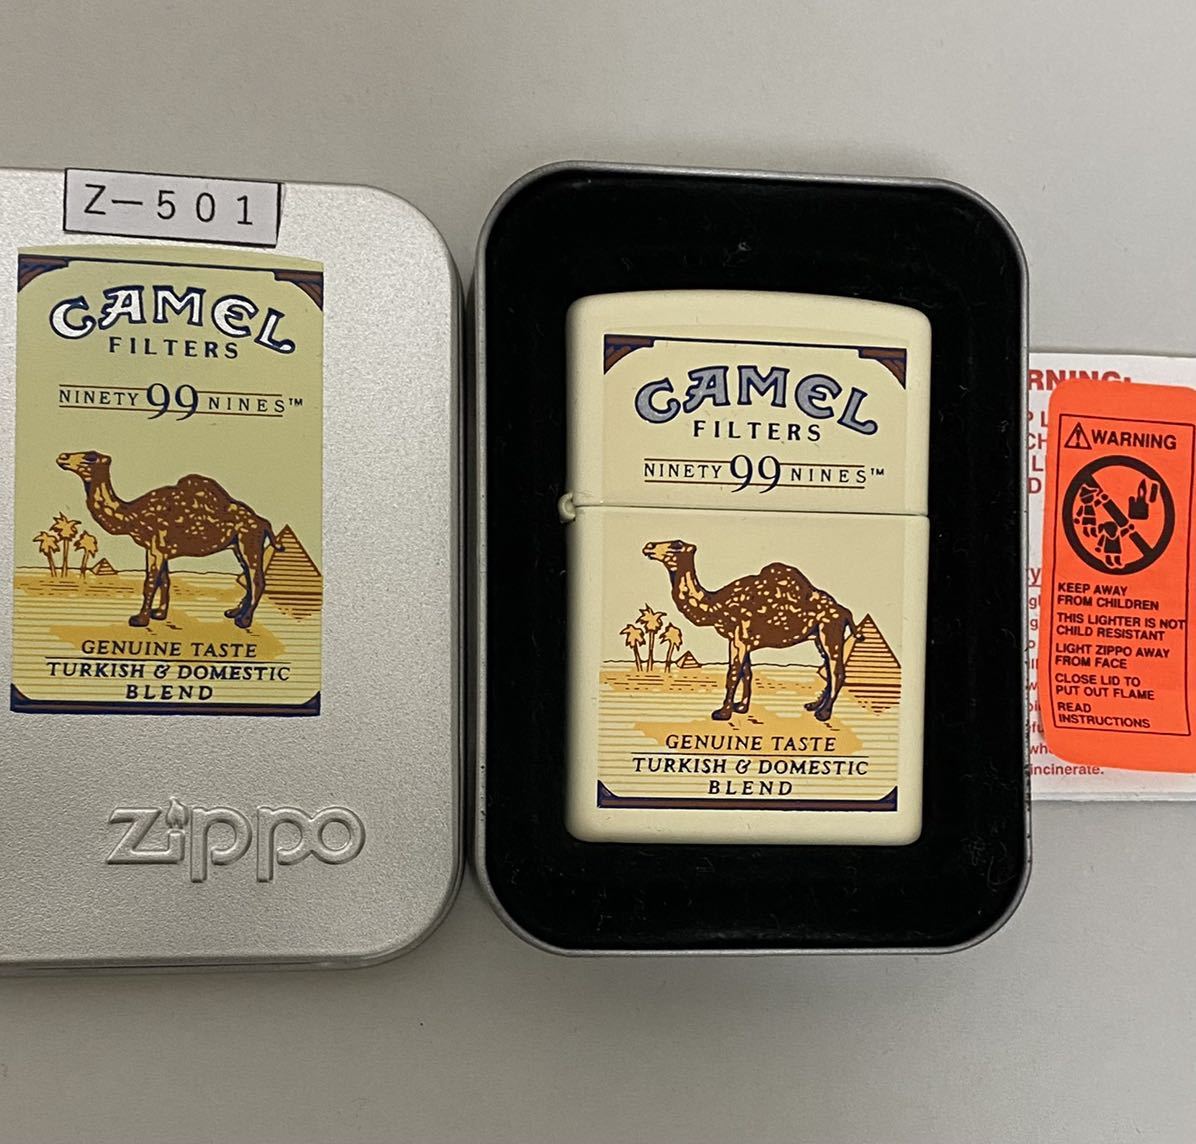 Z-501
CAMEL
FILTERS
NINETY 99 NINES™
GENUINE TASTE
TURKISH & DOMESTIC
BLEND
zippo
CAMEL
FILTERS
NINETY 99 NINES™
GENUINE TASTE
TURKISH & DOMESTIC
BLEND
WARNING
KEEP AWAY
FROM CHILDREN
THIS LIGHTER IS NOT
CHILD RESISTANT
LIGHT ZIPPO AWAY
FROM FACE
CLOSE LID TO
PUT OUT FLAME
READ
INSTRUCTIONS
incinerate.